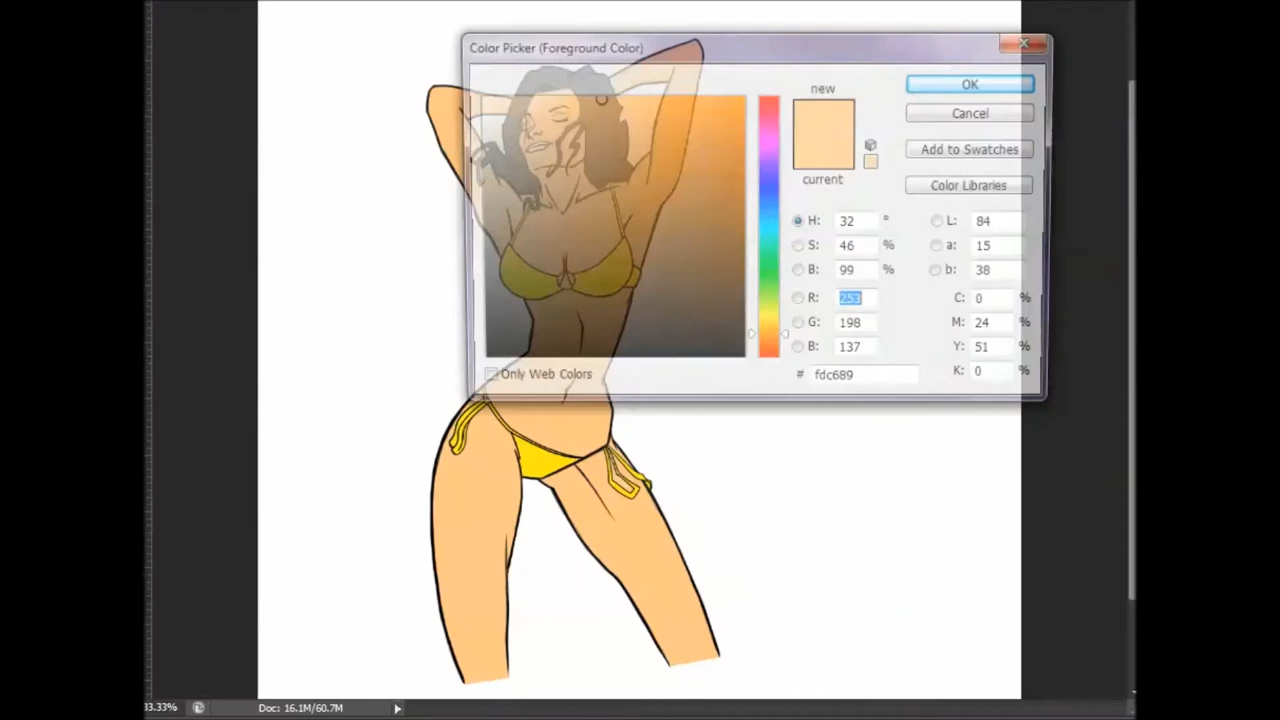 Color Picker (Foreground Color)
new
OK
Cancel
Add to Swatches
current
Color Libraries
H: 32 °
L: 84
S: 46 %
a: 15
B: 99 %
b: 38
R: 253
C: 0 %
G: 198
M: 24 %
B: 137
Y: 51 %
Only Web Colors
# fdc689
K: 0 %
33.33%
Doc: 16.1M/60.7M